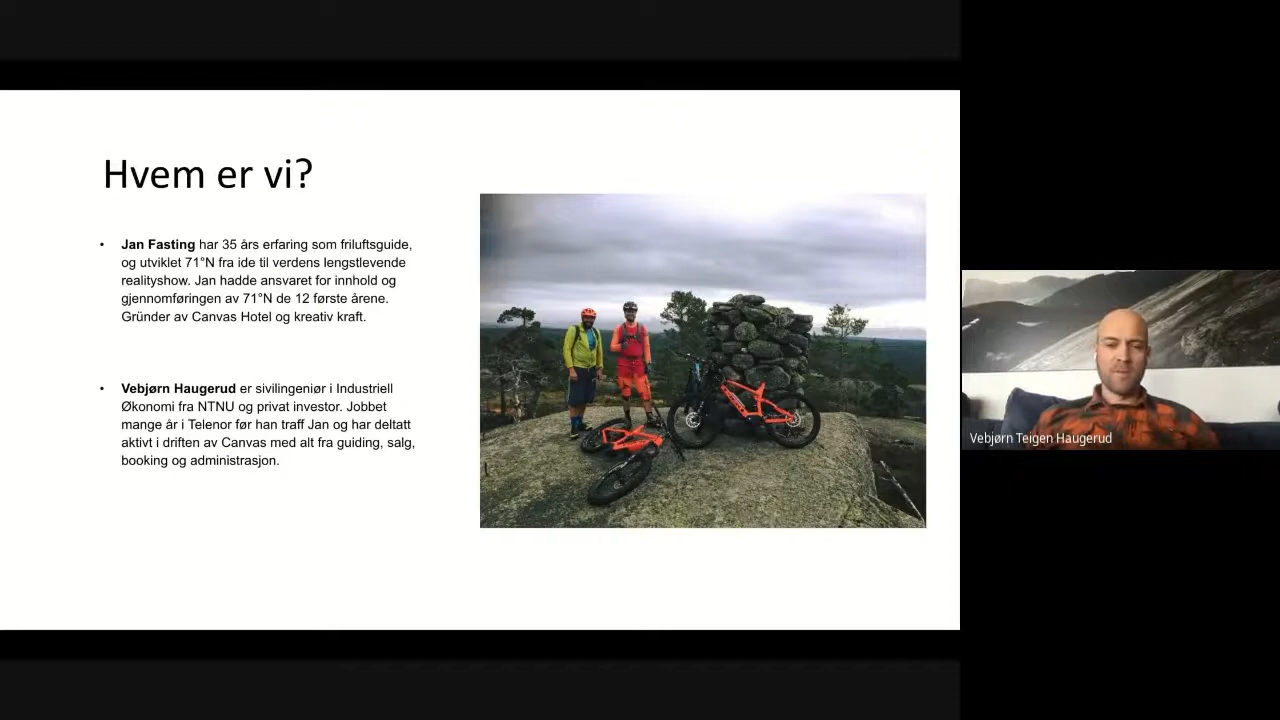 Hvem er vi?
• Jan Fasting har 35 års erfaring som friluftsguide,
og utviklet 71°N fra ide til verdens lengstlevende
realityshow. Jan hadde ansvaret for innhold og
gjennomføringen av 71°N de 12 første årene.
Gründer av Canvas Hotel og kreativ kraft.
• Vebjørn Haugerud er sivilingeniør i Industriell
Økonomi fra NTNU og privat investor. Jobbet
mange år i Telenor før han traff Jan og har deltatt
aktivt i driften av Canvas med alt fra guiding, salg,
booking og administrasjon.
Vebjørn Teigen Haugerud